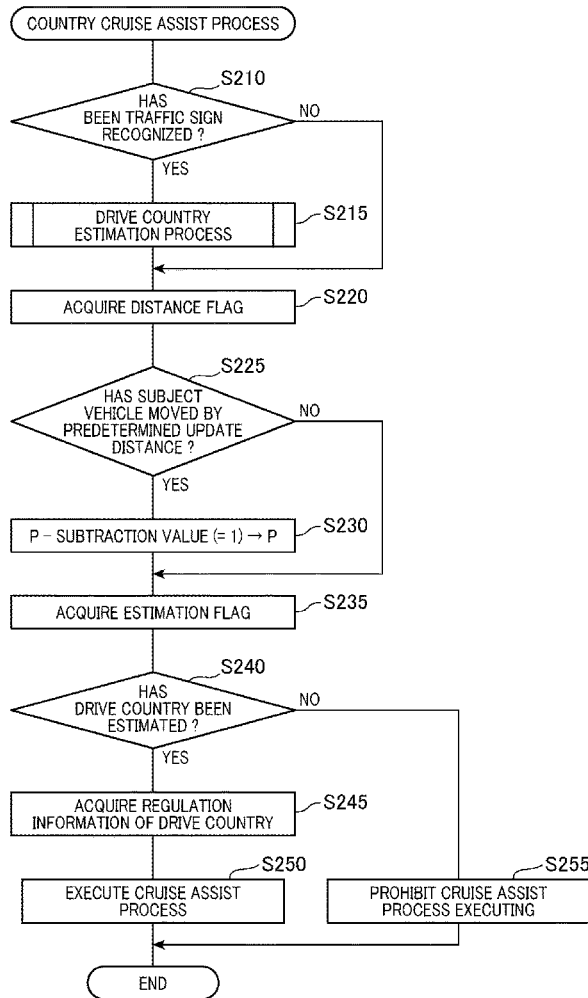 COUNTRY CRUISE ASSIST PROCESS
S210
HAS
BEEN TRAFFIC SIGN
RECOGNIZED ?
NO
YES
DRIVE COUNTRY
ESTIMATION PROCESS
S215
ACQUIRE DISTANCE FLAG
S220
S225
HAS SUBJECT
VEHICLE MOVED BY
PREDETERMINED UPDATE
DISTANCE ?
NO
YES
P – SUBTRACTION VALUE (= 1) → P
S230
ACQUIRE ESTIMATION FLAG
S235
S240
HAS
DRIVE COUNTRY BEEN
ESTIMATED ?
NO
YES
ACQUIRE REGULATION
INFORMATION OF DRIVE COUNTRY
S245
S250
EXECUTE CRUISE ASSIST
PROCESS
S255
PROHIBIT CRUISE ASSIST
PROCESS EXECUTING
END